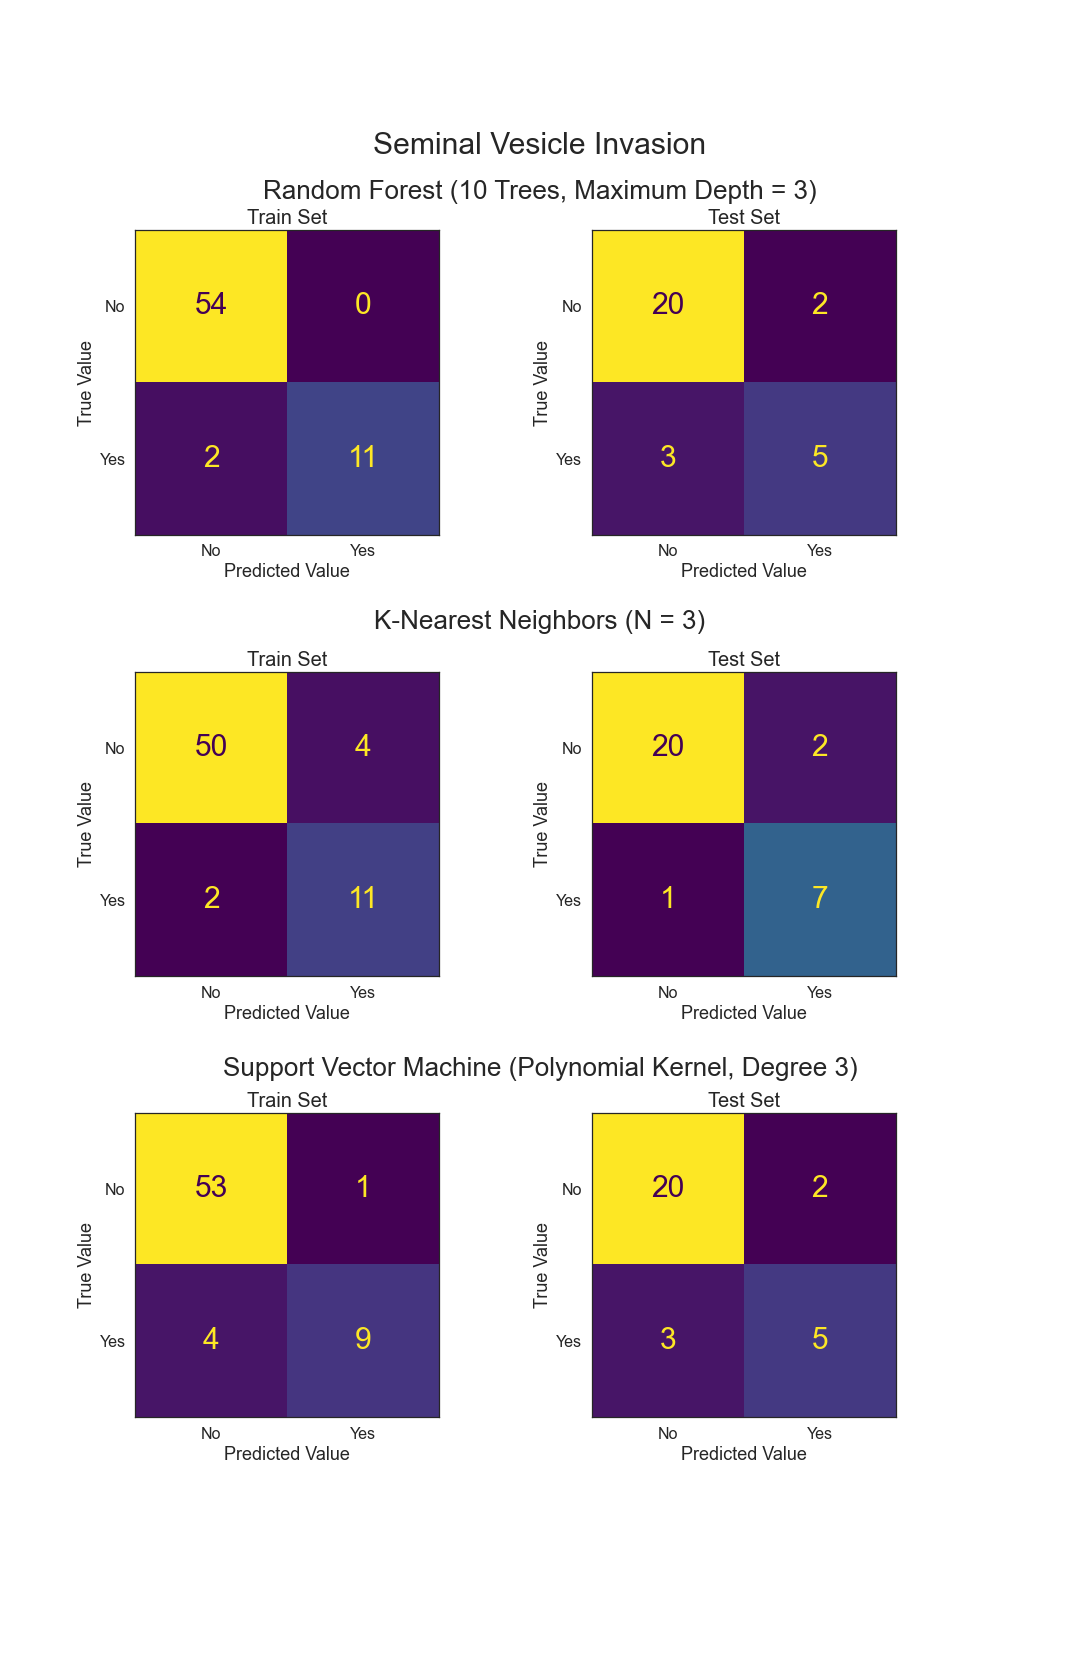 Seminal Vesicle Invasion
Random Forest (10 Trees, Maximum Depth = 3)
Train Set
Test Set
No 54 0
No 20 2
True Value
True Value
Yes 2 11
Yes 3 5
No Yes
No Yes
Predicted Value
Predicted Value
K-Nearest Neighbors (N = 3)
Train Set
Test Set
No 50 4
No 20 2
True Value
True Value
Yes 2 11
Yes 1 7
No Yes
No Yes
Predicted Value
Predicted Value
Support Vector Machine (Polynomial Kernel, Degree 3)
Train Set
Test Set
No 53 1
No 20 2
True Value
True Value
Yes 4 9
Yes 3 5
No Yes
No Yes
Predicted Value
Predicted Value